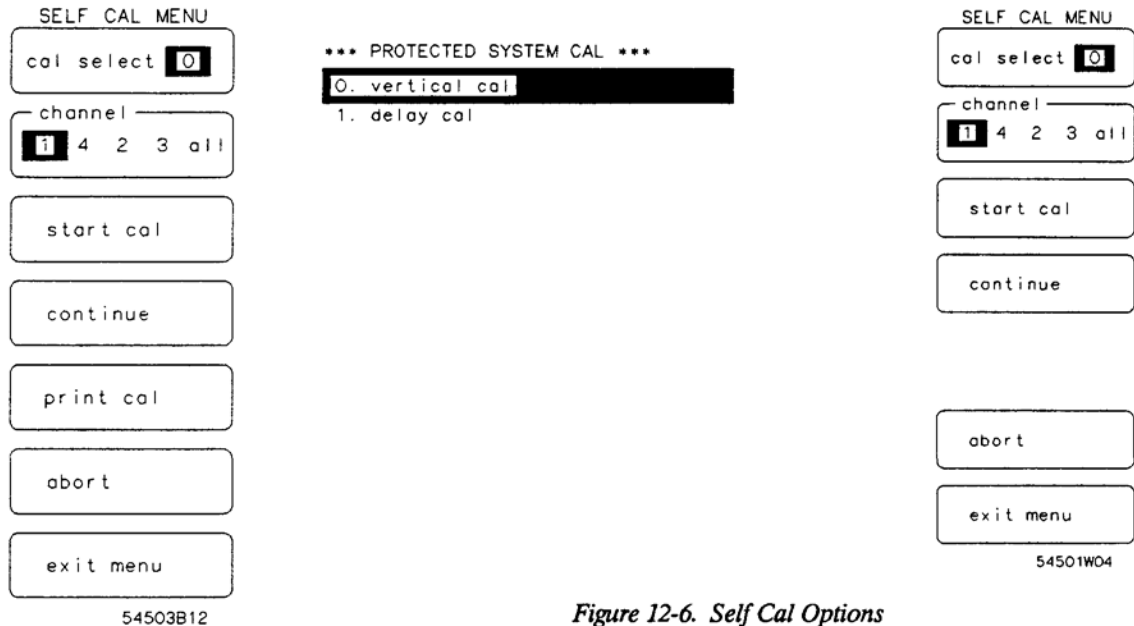 SELF CAL MENU
cal select 0
channel
1 4 2 3 all
start cal
continue
print cal
abort
exit menu
54503B12
*** PROTECTED SYSTEM CAL ***
0. vertical cal
1. delay cal
SELF CAL MENU
cal select 0
channel
1 4 2 3 all
start cal
continue
abort
exit menu
54501W04
Figure 12-6. Self Cal Options